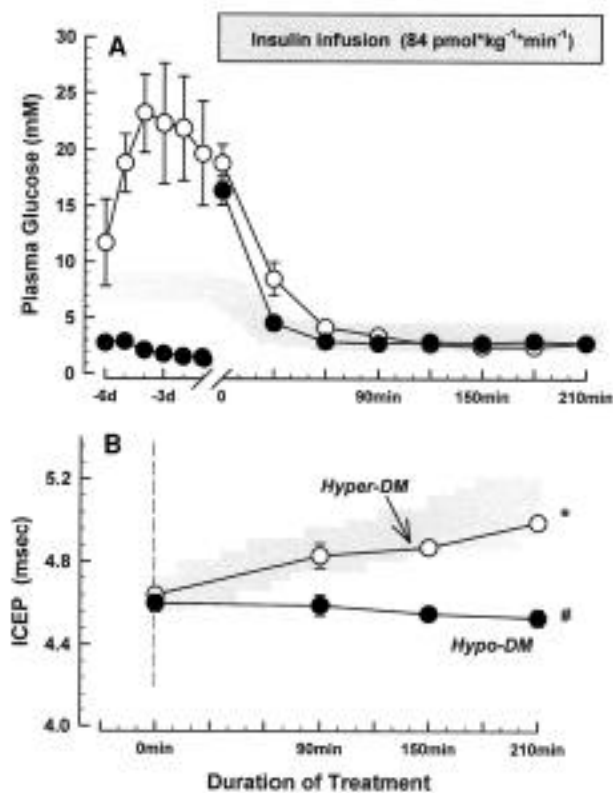 A
Insulin infusion (84 pmol*kg⁻¹*min⁻¹)
Plasma Glucose (mM)
30
25
20
15
10
5
0
-6d
-3d
0
90min
150min
210min
B
ICEP (msec)
5.2
4.8
4.4
4.0
Hyper-DM
*
#
Hypo-DM
0min
90min
150min
210min
Duration of Treatment